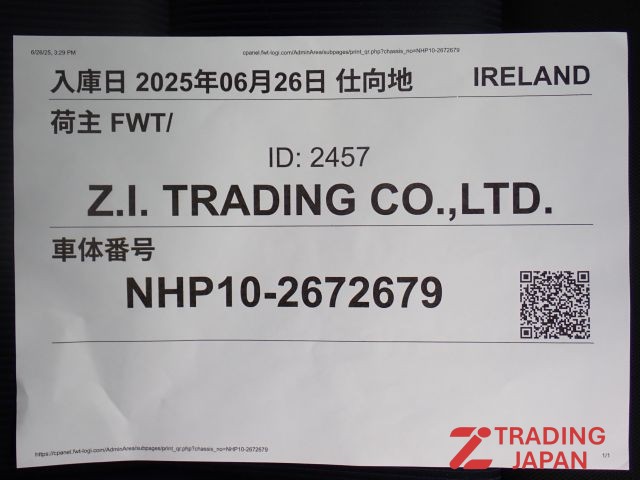 6/26/25, 3:29 PM
cpanel.fwt-logi.com/AdminArea/subpages/print_qr.php?chassis_no=NHP10-2672679
入庫日 2025年06月26日 仕向地 IRELAND
荷主 FWT/
ID: 2457
Z.I. TRADING CO.,LTD.
車体番号
NHP10-2672679
https://cpanel.fwt-logi.com/AdminArea/subpages/print_qr.php?chassis_no=NHP10-2672679
1/1
TRADING
JAPAN